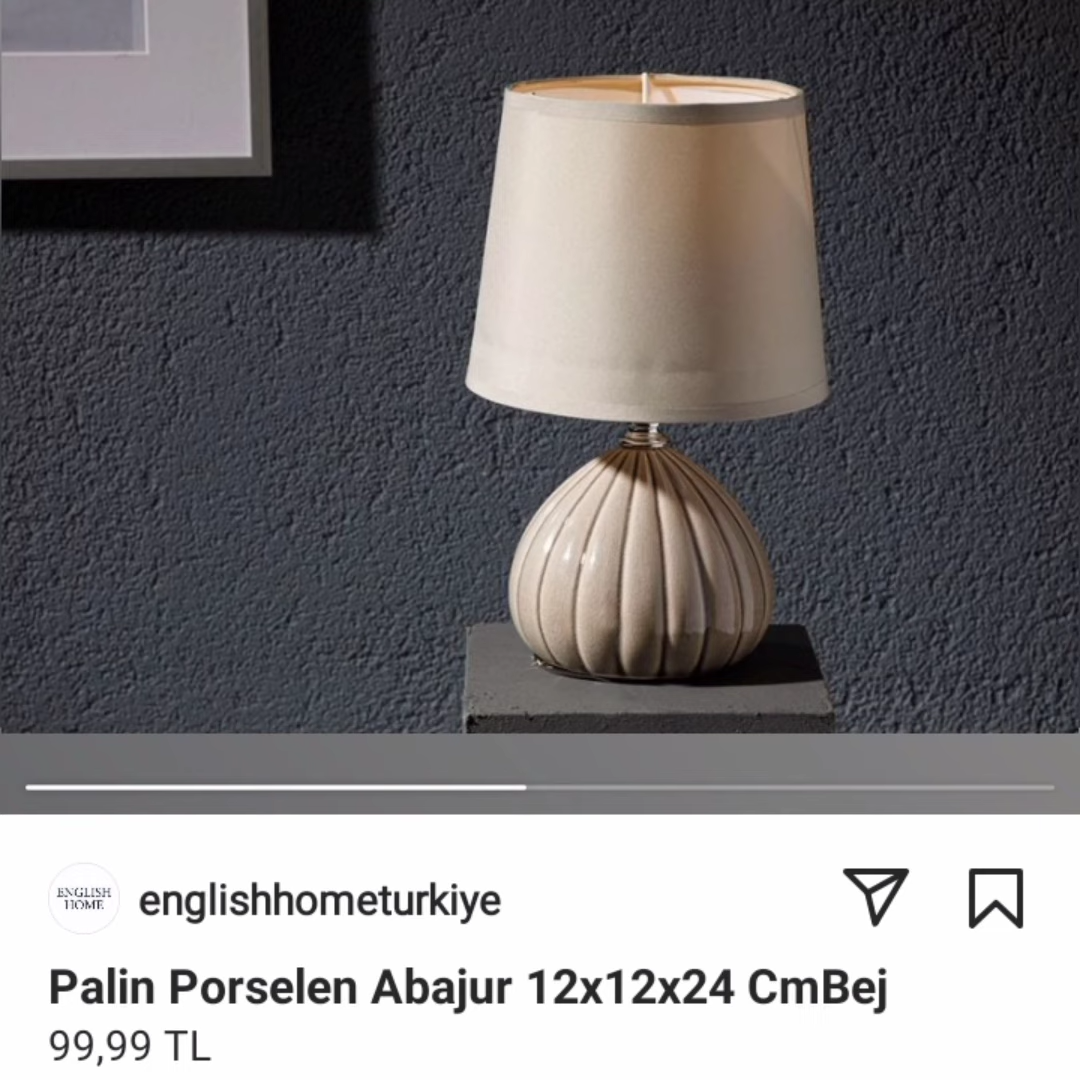 ENGLISH
HOME
englishhometurkiye
Palin Porselen Abajur 12x12x24 CmBej
99,99 TL